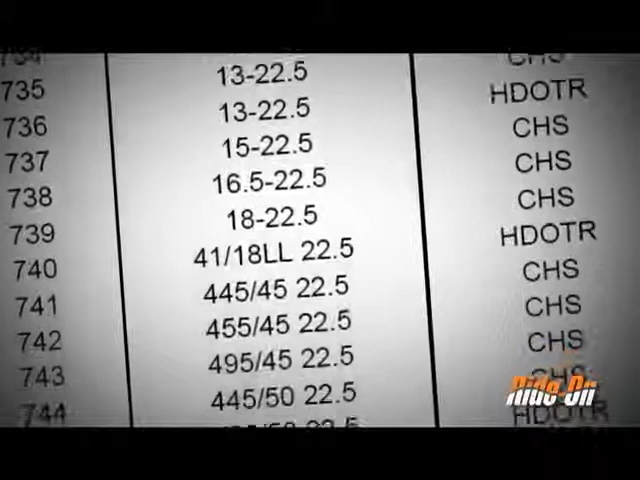 734
735 13-22.5 CHS
736 13-22.5 HDOTR
737 15-22.5 CHS
738 16.5-22.5 CHS
739 18-22.5 CHS
740 41/18LL 22.5 HDOTR
741 445/45 22.5 CHS
742 455/45 22.5 CHS
743 495/45 22.5 CHS
744 445/50 22.5 CHS
HDOTR
Ride-On